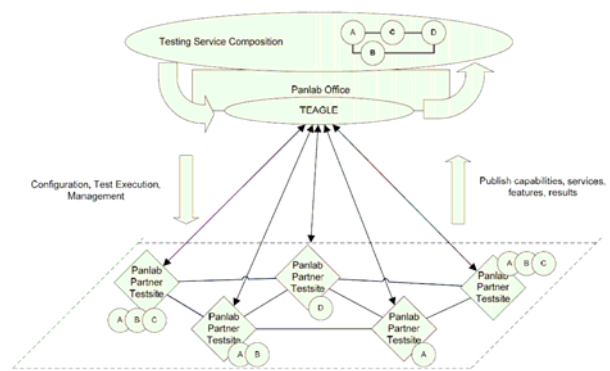 Testing Service Composition
A C D
B
Panlab Office
TEAGLE
Configuration, Test Execution,
Management
Publish capabilities, services,
features, results
Panlab
Partner
Testsite
A B C
Panlab
Partner
Testsite
A B
Panlab
Partner
Testsite
D
Panlab
Partner
Testsite
A
Panlab
Partner
Testsite
A B C